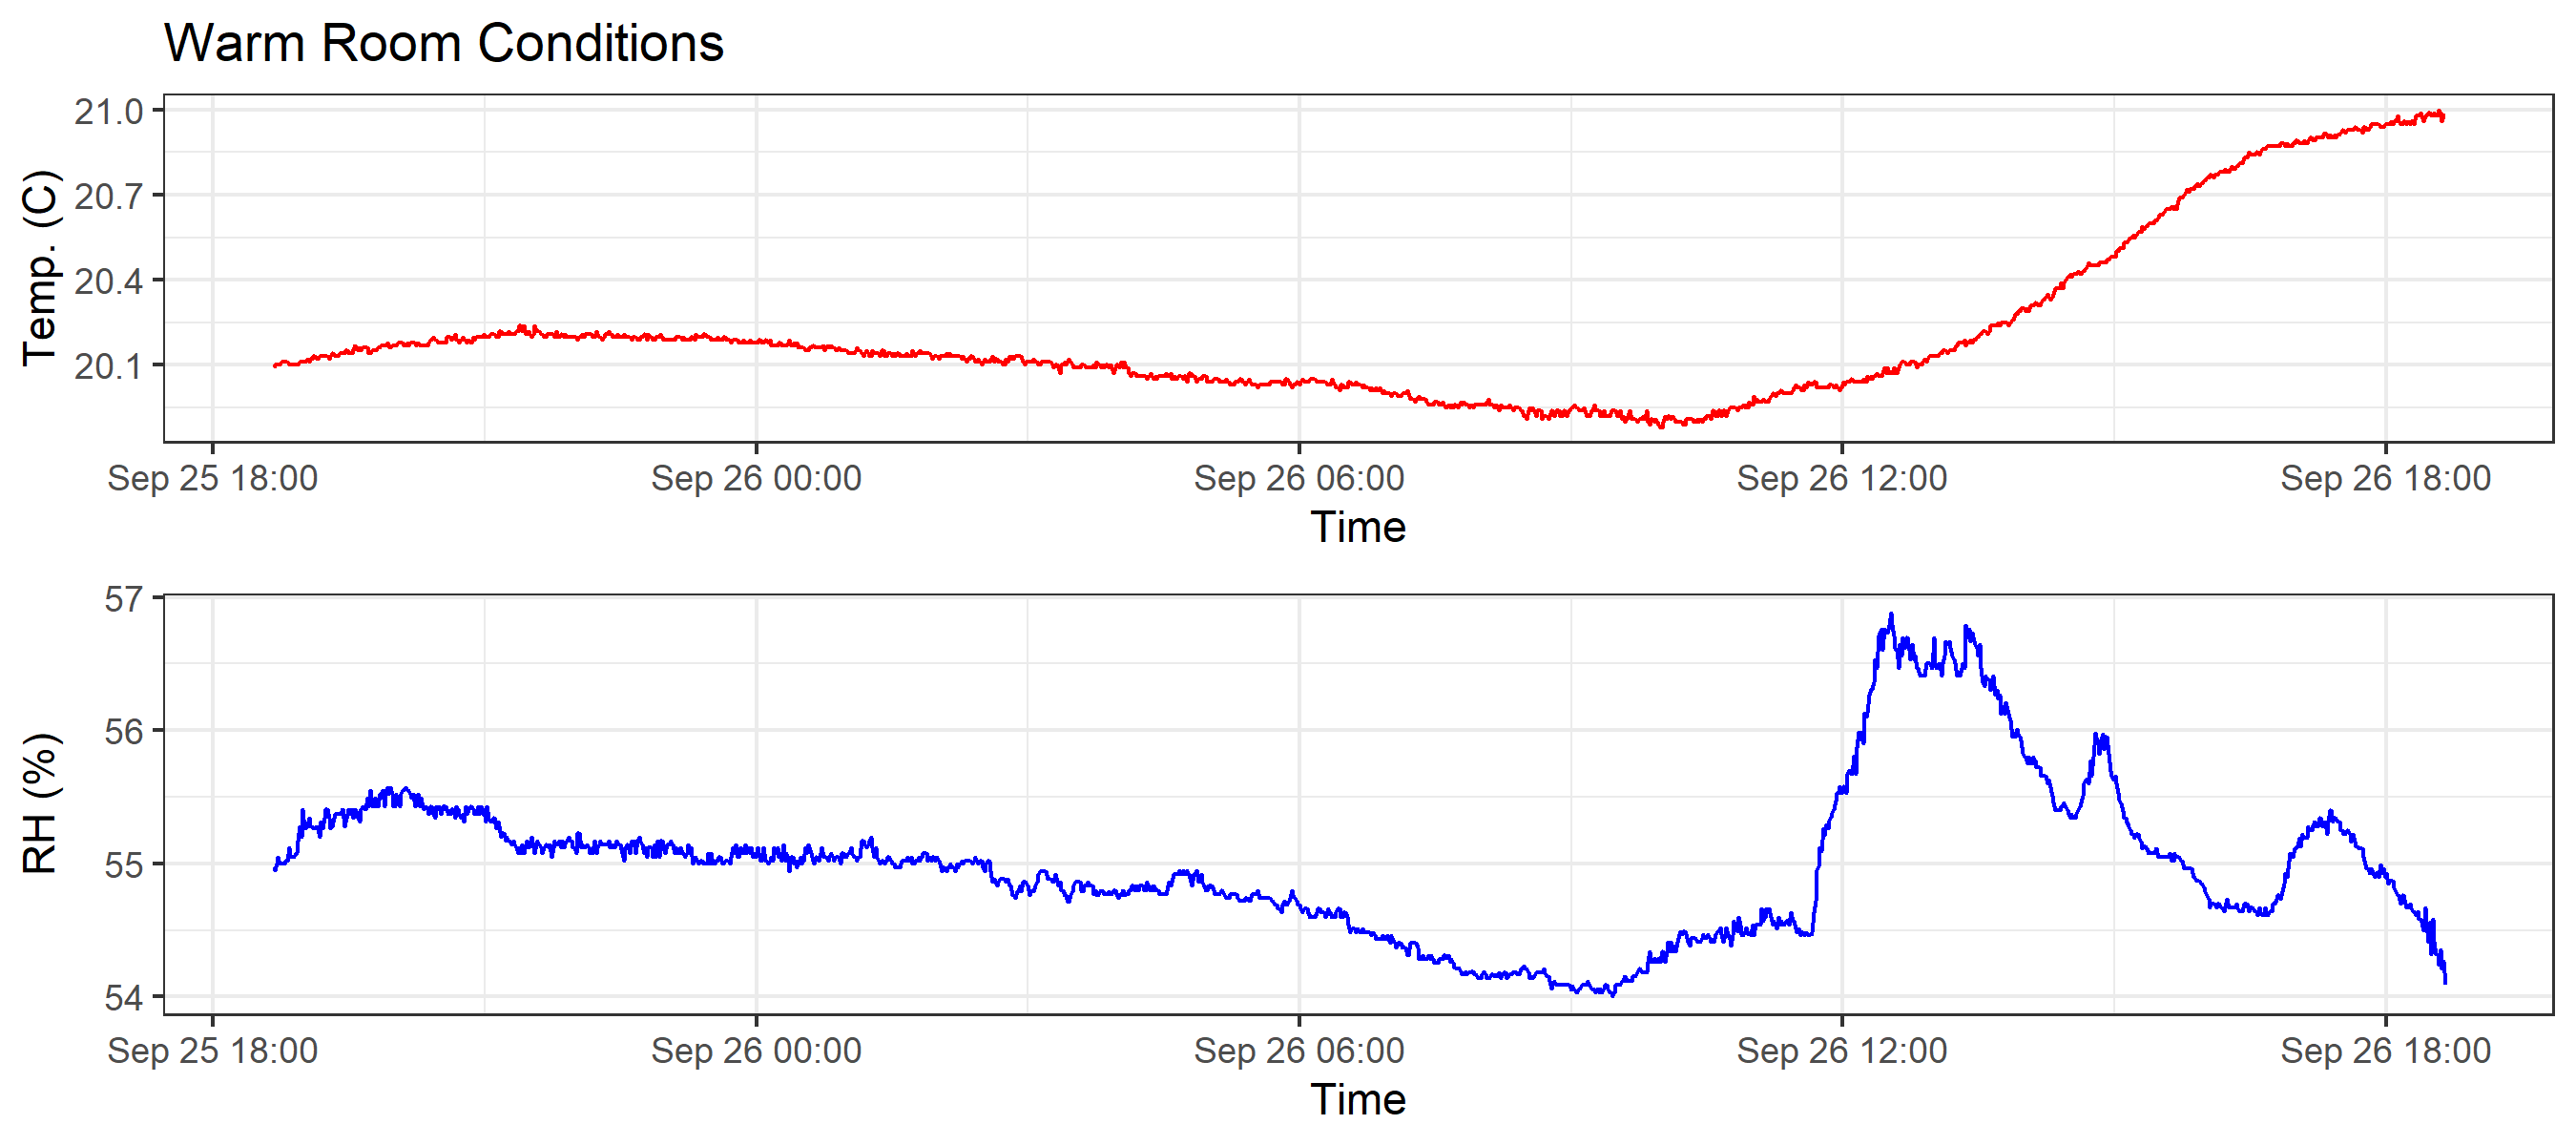 Warm Room Conditions
Temp. (C)
21.0
20.7
20.4
20.1
Sep 25 18:00 Sep 26 00:00 Sep 26 06:00 Sep 26 12:00 Sep 26 18:00
Time
RH (%)
57
56
55
54
Sep 25 18:00 Sep 26 00:00 Sep 26 06:00 Sep 26 12:00 Sep 26 18:00
Time